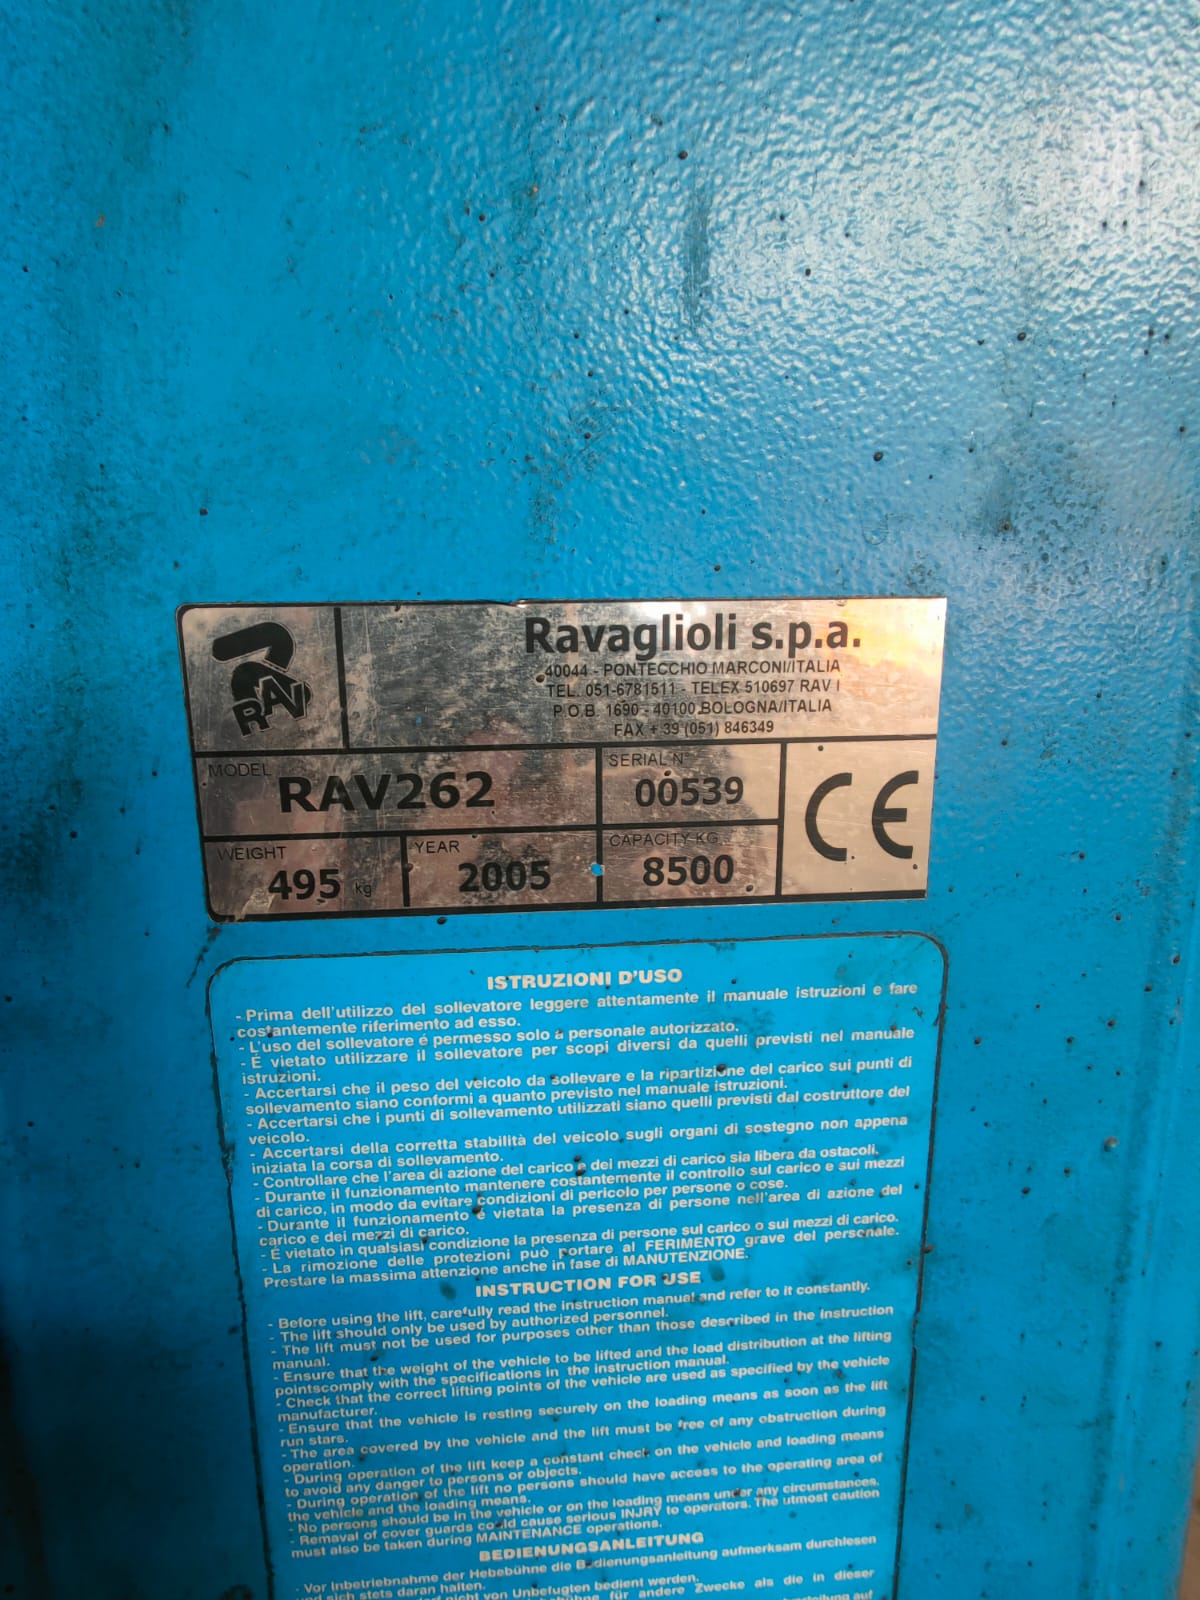 RAV
Ravaglioli s.p.a.
40044 - PONTECCHIO MARCONI/ITALIA
TEL. 051-6781511 - TELEX 510697 RAV I
P.O.B. 1690 - 40100 BOLOGNA/ITALIA
FAX + 39 (051) 846349
MODEL RAV262
SERIAL N° 00539
WEIGHT 495 kg
YEAR 2005
CAPACITY KG. 8500
CE
ISTRUZIONI D'USO
- Prima dell'utilizzo del sollevatore leggere attentamente il manuale istruzioni e fare
costantemente riferimento ad esso.
- L'uso del sollevatore é permesso solo a personale autorizzato.
- É vietato utilizzare il sollevatore per scopi diversi da quelli previsti nel manuale
istruzioni.
- Accertarsi che il peso del veicolo da sollevare e la ripartizione del carico sui punti di
sollevamento siano conformi a quanto previsto nel manuale istruzioni.
- Accertarsi che i punti di sollevamento utilizzati siano quelli previsti dal costruttore del
veicolo.
- Accertarsi della corretta stabilità del veicolo sugli organi di sostegno non appena
iniziata la corsa di sollevamento.
- Controllare che l'area di azione del carico e dei mezzi di carico sia libera da ostacoli.
- Durante il funzionamento mantenere costantemente il controllo sul carico e sui mezzi
di carico, in modo da evitare condizioni di pericolo per persone o cose.
- Durante il funzionamento é vietata la presenza di persone nell'area di azione del
carico e dei mezzi di carico.
- É vietato in qualsiasi condizione la presenza di persone sul carico o sui mezzi di carico.
- La rimozione delle protezioni può portare al FERIMENTO grave del personale.
Prestare la massima attenzione anche in fase di MANUTENZIONE.
INSTRUCTION FOR USE
- Before using the lift, carefully read the instruction manual and refer to it constantly.
- The lift should only be used by authorized personnel.
- The lift must not be used for purposes other than those described in the instruction
manual.
- Ensure that the weight of the vehicle to be lifted and the load distribution at the lifting
pointscomply with the specifications in the instruction manual.
- Check that the correct lifting points of the vehicle are used as specified by the vehicle
manufacturer.
- Ensure that the vehicle is resting securely on the loading means as soon as the lift
run stars.
- The area covered by the vehicle and the lift must be free of any obstruction during
operation.
- During operation of the lift keep a constant check on the vehicle and loading means
to avoid any danger to persons or objects.
- During operation of the lift no persons should have access to the operating area of
the vehicle and the loading means.
- No persons should be in the vehicle or on the loading means under any circumstances.
- Remaval of cover guards could cause serious INJRY to operators. The utmost caution
must also be taken during MAINTENANCE operations.
BEDIENUNGSANLEITUNG
- Vor Inbetriebnahme der Hebebühne die Bedienungsanleitung aufmerksam durchlesen
und sich stets daran halten.
nicht von Unbefugten bedient werden.
für andere Zwecke als die in dieser
auf